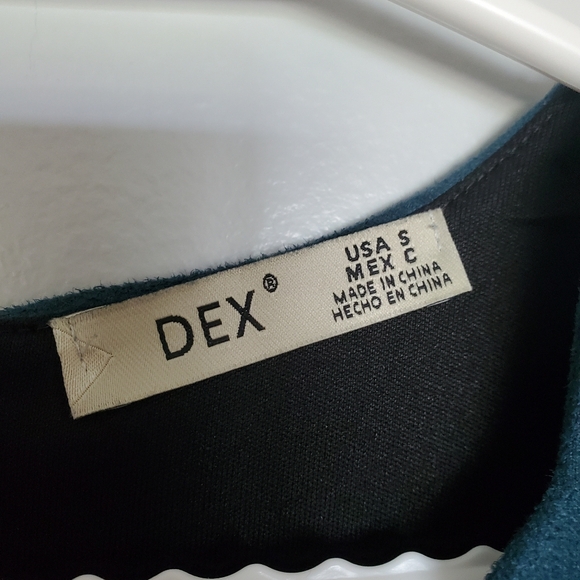 DEX®
USA S
MEX C
MADE IN CHINA
HECHO EN CHINA